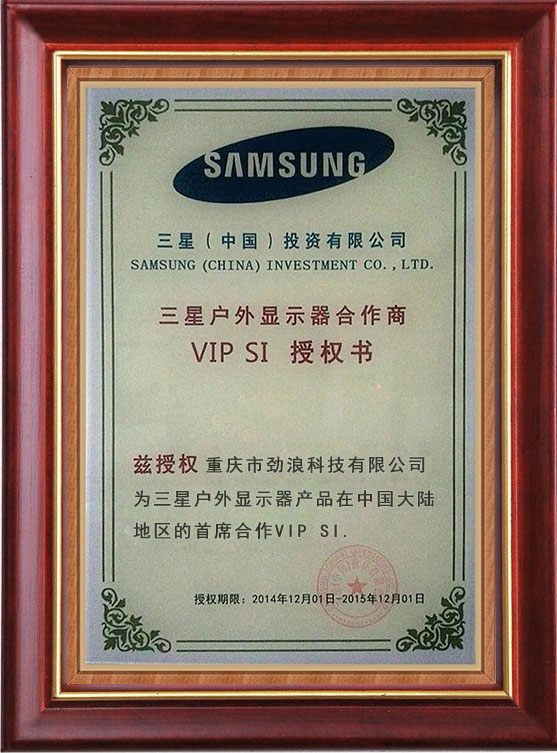 SAMSUNG
三星（中国）投资有限公司
SAMSUNG (CHINA) INVESTMENT CO., LTD.
三星户外显示器合作商
VIP SI 授权书
兹授权 重庆市劲浪科技有限公司
为三星户外显示器产品在中国大陆
地区的首席合作VIP SI.
授权期限：2014年12月01日-2015年12月01日